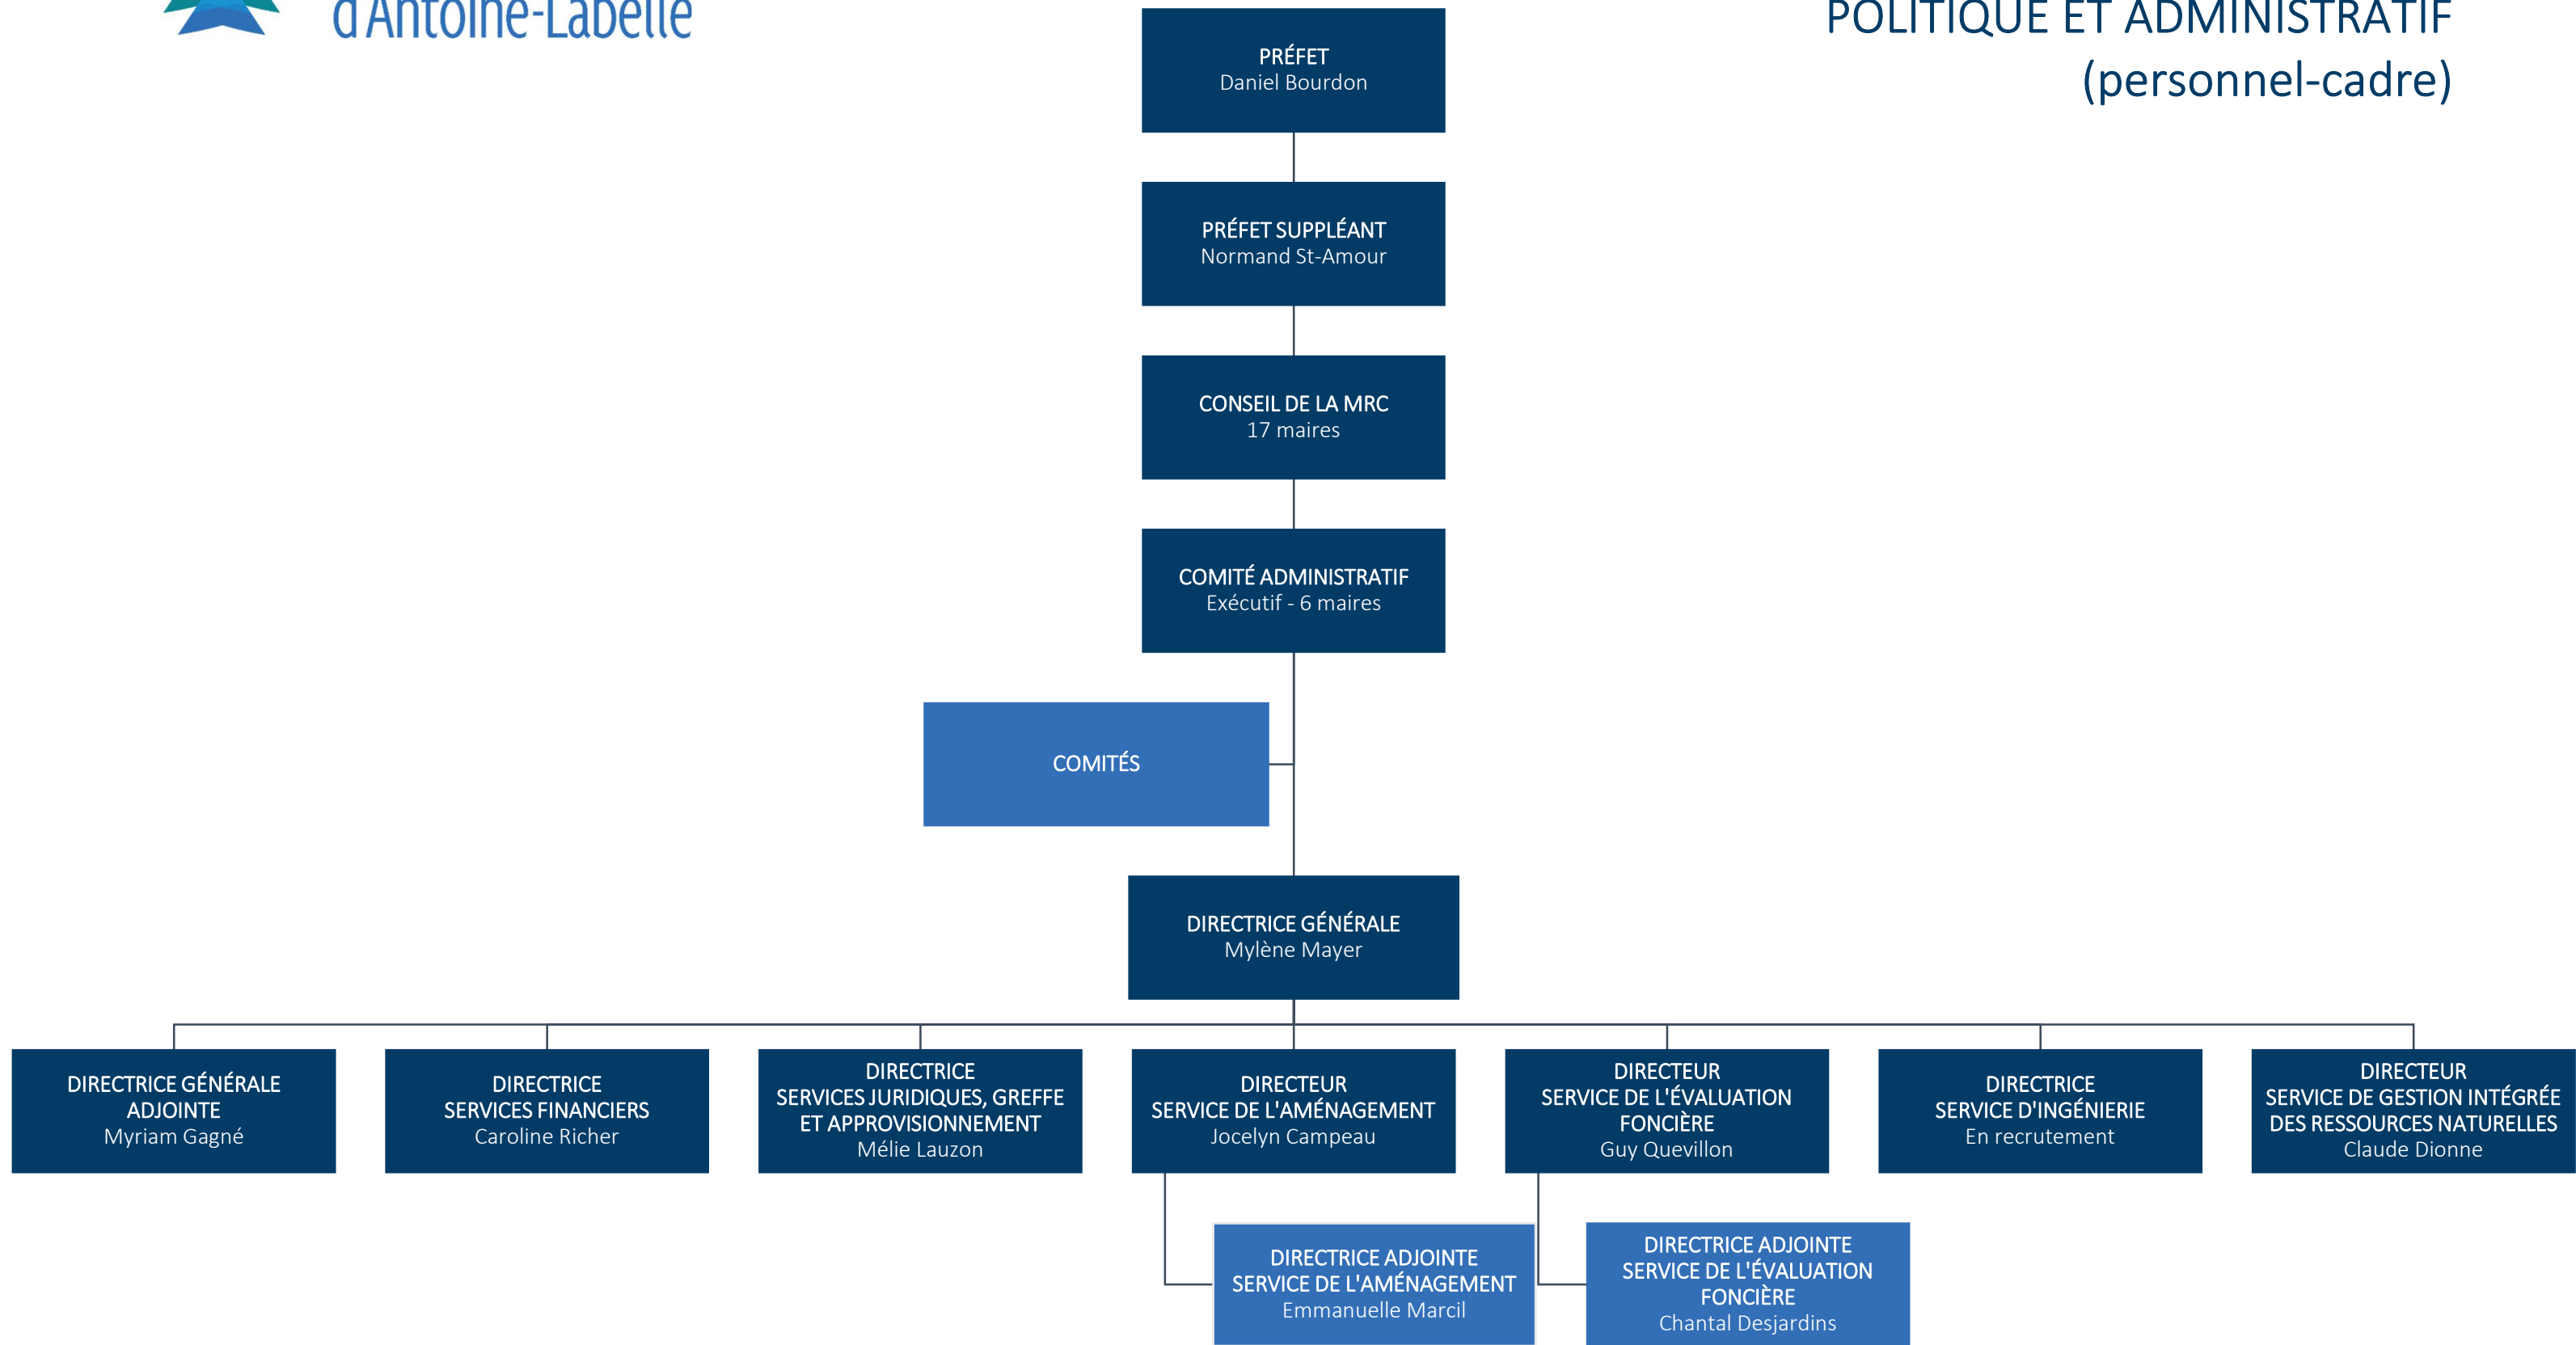 d'Antoine-Labelle
POLITIQUE ET ADMINISTRATIF
(personnel-cadre)
PRÉFET
Daniel Bourdon
PRÉFET SUPPLÉANT
Normand St-Amour
CONSEIL DE LA MRC
17 maires
COMITÉ ADMINISTRATIF
Exécutif - 6 maires
COMITÉS
DIRECTRICE GÉNÉRALE
Mylène Mayer
DIRECTRICE GÉNÉRALE
ADJOINTE
Myriam Gagné
DIRECTRICE
SERVICES FINANCIERS
Caroline Richer
DIRECTRICE
SERVICES JURIDIQUES, GREFFE
ET APPROVISIONNEMENT
Mélie Lauzon
DIRECTEUR
SERVICE DE L'AMÉNAGEMENT
Jocelyn Campeau
DIRECTEUR
SERVICE DE L'ÉVALUATION
FONCIÈRE
Guy Quevillon
DIRECTRICE
SERVICE D'INGÉNIERIE
En recrutement
DIRECTEUR
SERVICE DE GESTION INTÉGRÉE
DES RESSOURCES NATURELLES
Claude Dionne
DIRECTRICE ADJOINTE
SERVICE DE L'AMÉNAGEMENT
Emmanuelle Marcil
DIRECTRICE ADJOINTE
SERVICE DE L'ÉVALUATION
FONCIÈRE
Chantal Desjardins